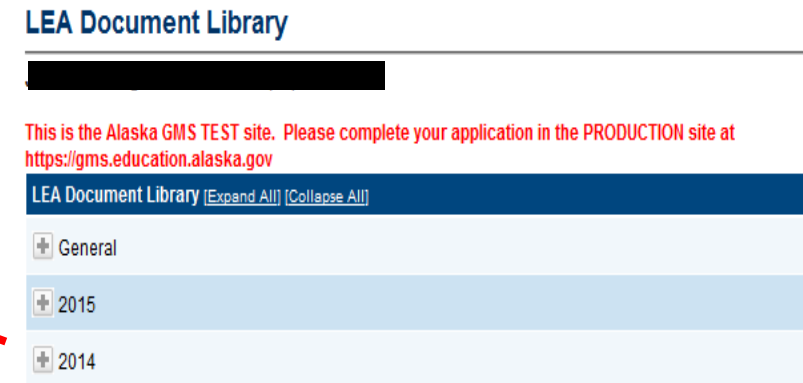 LEA Document Library
This is the Alaska GMS TEST site. Please complete your application in the PRODUCTION site at
https://gms.education.alaska.gov
LEA Document Library [Expand All] [Collapse All]
General
2015
2014